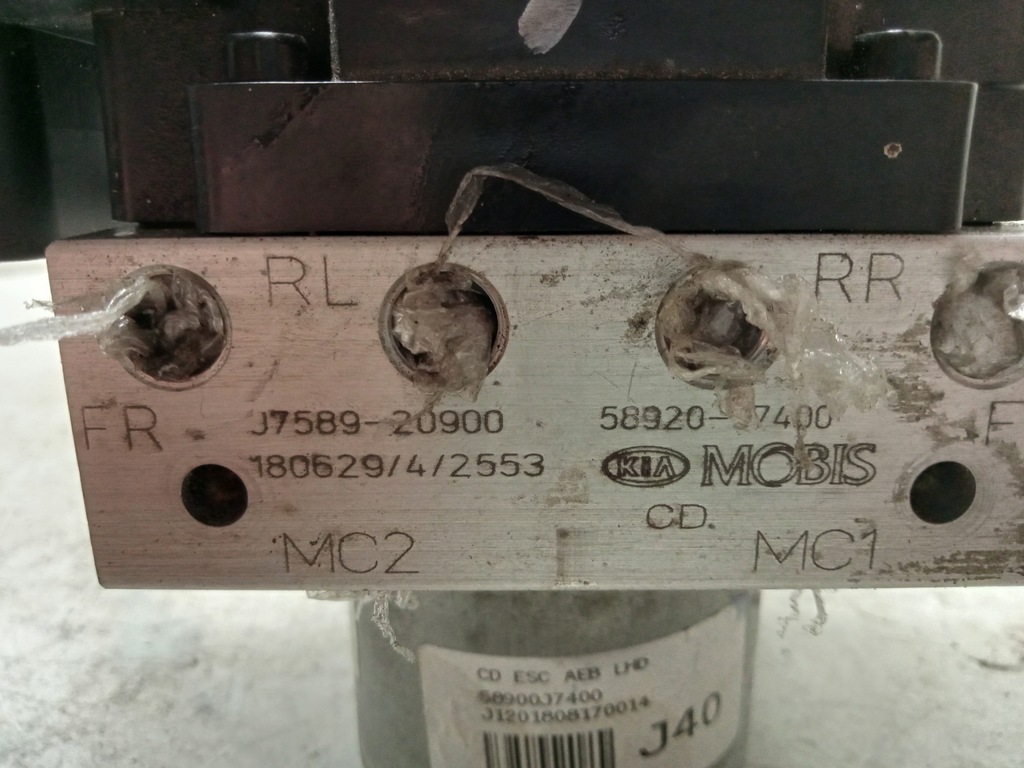 RL
RR
FR
F
J7589-20900
58920- 7400
180629/4/2553
KIA MOBIS
CD.
MC2
MC1
CD ESC AEB LHD
58900J7400
J1201808170014
J40